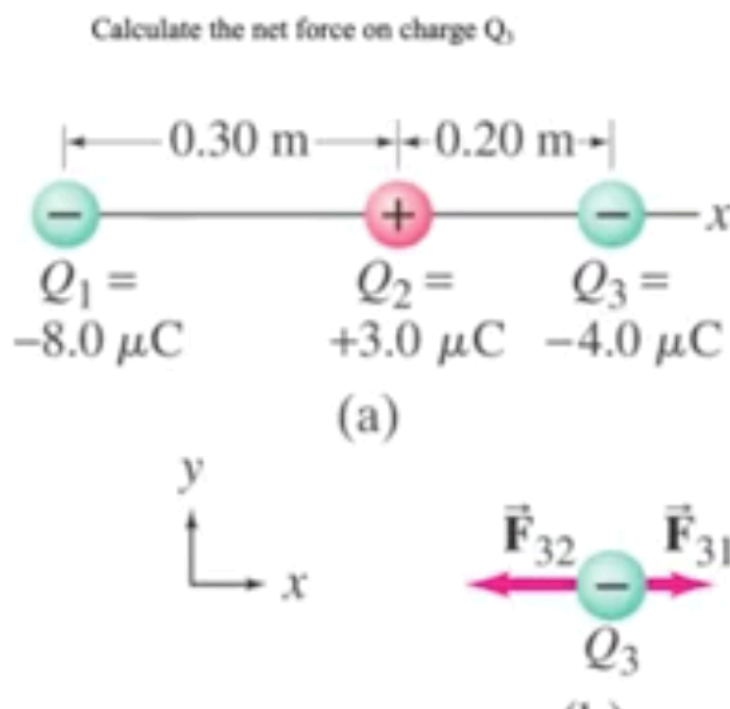 Calculate the net force on charge Q₃
0.30 m 0.20 m
− + − x
Q₁ = Q₂ = Q₃ =
−8.0 μC +3.0 μC −4.0 μC
(a)
y
x
F⃗₃₂ F⃗₃₁
−
Q₃